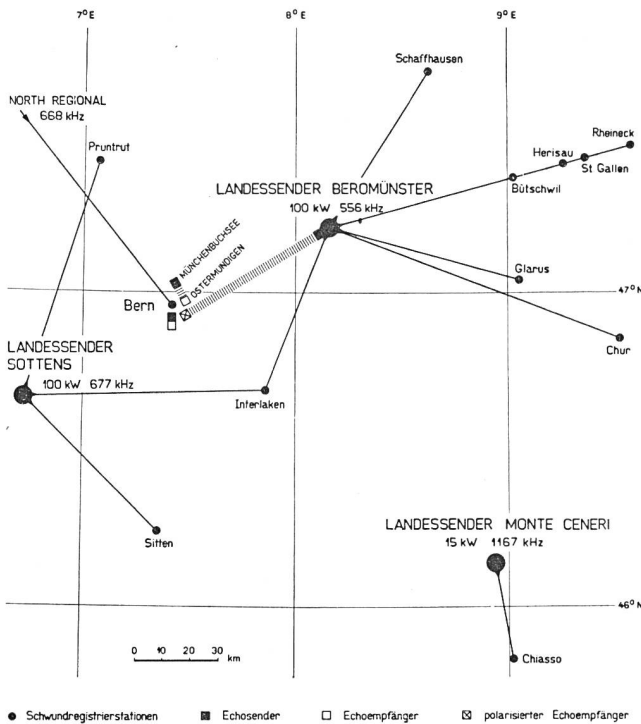 7°E 8°E 9°E
Schaffhausen
NORTH REGIONAL
668 kHz
Rheineck
Pruntrut
Herisau
St Gallen
LANDESSENDER BEROMÜNSTER
Bütschwil
100 kW 556 kHz
MÜNCHENBUCHSEE
OSTERMUNDIGEN
Glarus
47°N
Bern
LANDESSENDER
SOTTENS
100 kW 677 kHz
Chur
Interlaken
LANDESSENDER MONTE CENERI
15 kW 1167 kHz
Sitten
46°N
0 10 20 30
km
Chiasso
Schwundregistrierstationen Echosender Echoempfänger polarisierter Echoempfänger